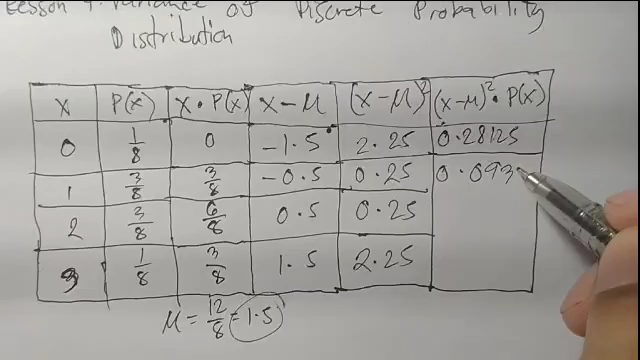 Lesson 4: Variance of Discrete Probability
Distribution
X P(X) X · P(X) X - μ (X - μ)² (X - μ)² · P(X)
0 1/8 0 -1.5 2.25 0.28125
1 3/8 3/8 -0.5 0.25 0.093
2 3/8 6/8 0.5 0.25
3 1/8 3/8 1.5 2.25
μ = 12/8 = 1.5